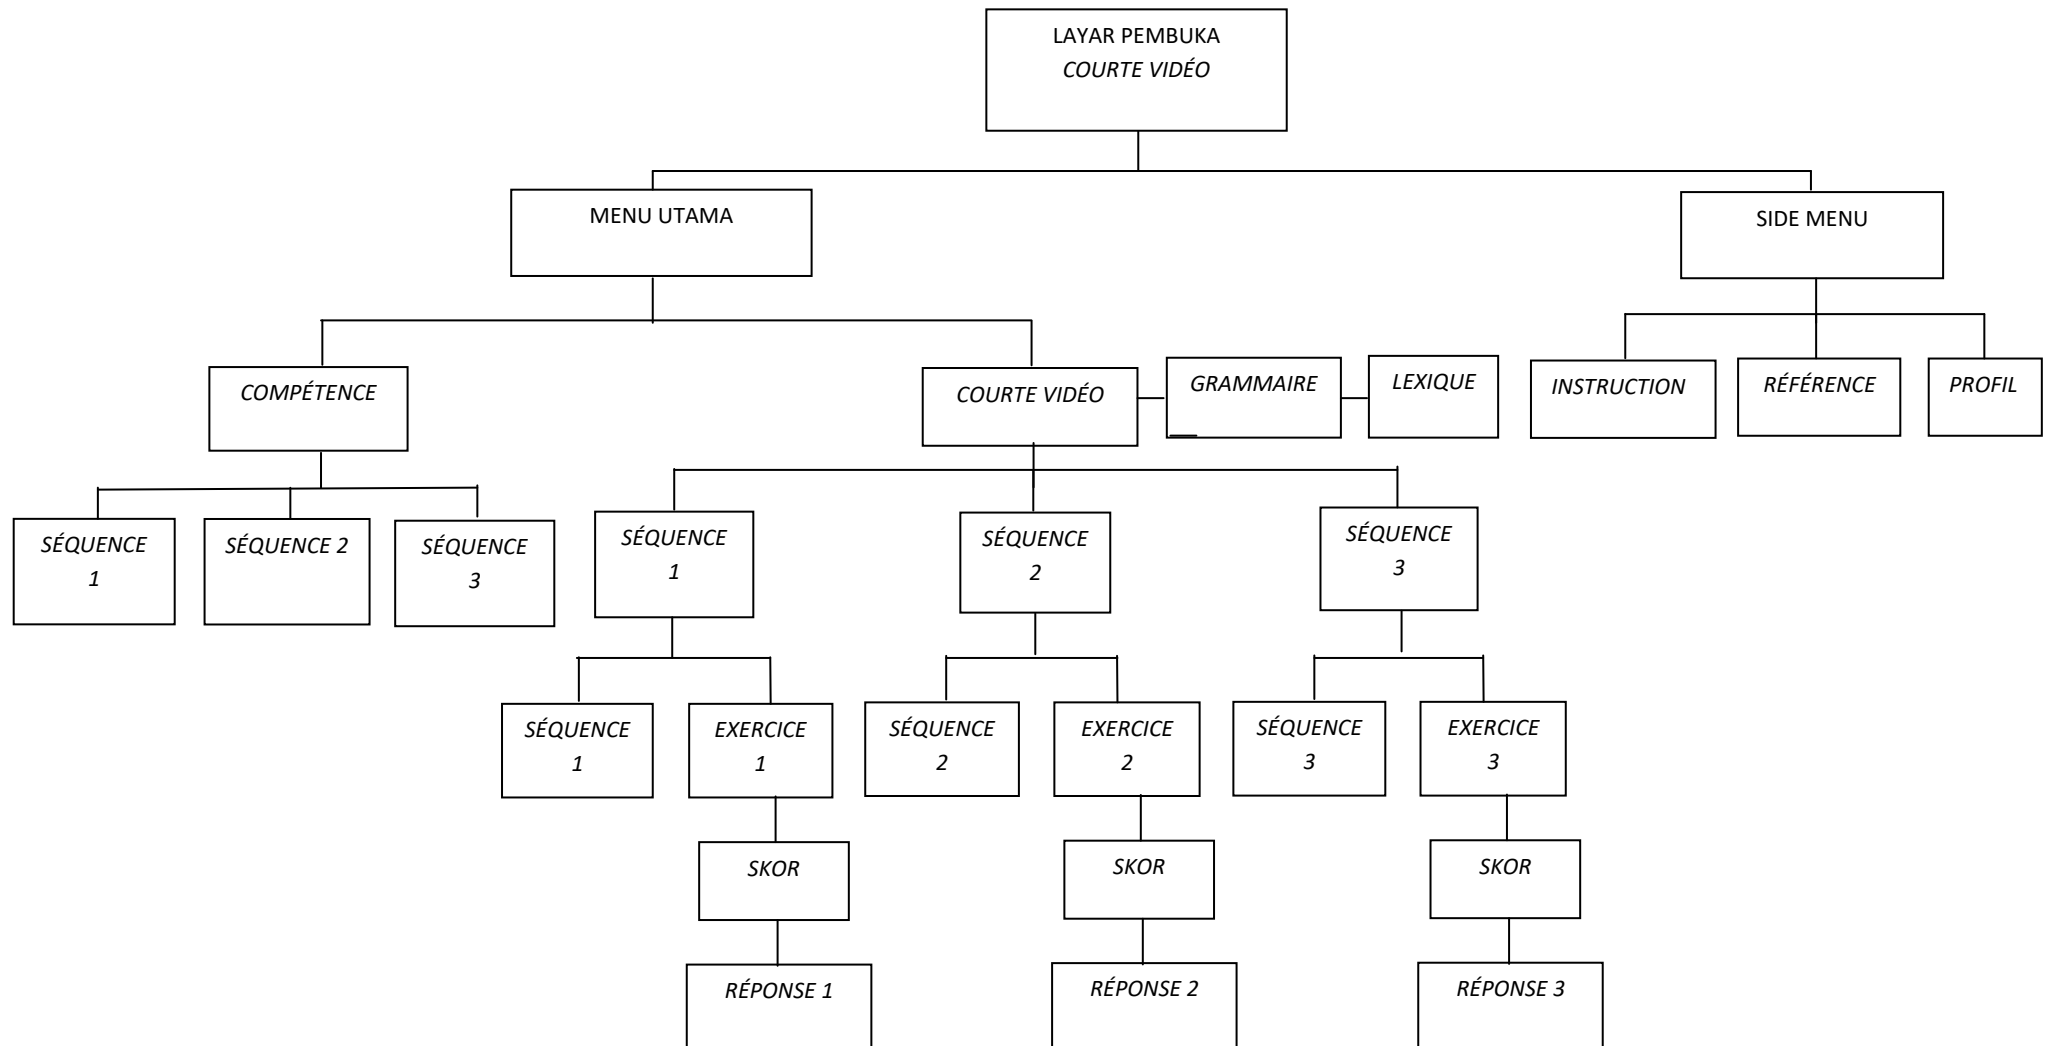 LAYAR PEMBUKA
COURTE VIDÉO
MENU UTAMA
SIDE MENU
COMPÉTENCE
COURTE VIDÉO
GRAMMAIRE
LEXIQUE
INSTRUCTION
RÉFÉRENCE
PROFIL
SÉQUENCE
1
SÉQUENCE 2
SÉQUENCE
3
SÉQUENCE
1
SÉQUENCE
2
SÉQUENCE
3
SÉQUENCE
1
EXERCICE
1
SÉQUENCE
2
EXERCICE
2
SÉQUENCE
3
EXERCICE
3
SKOR
SKOR
SKOR
RÉPONSE 1
RÉPONSE 2
RÉPONSE 3